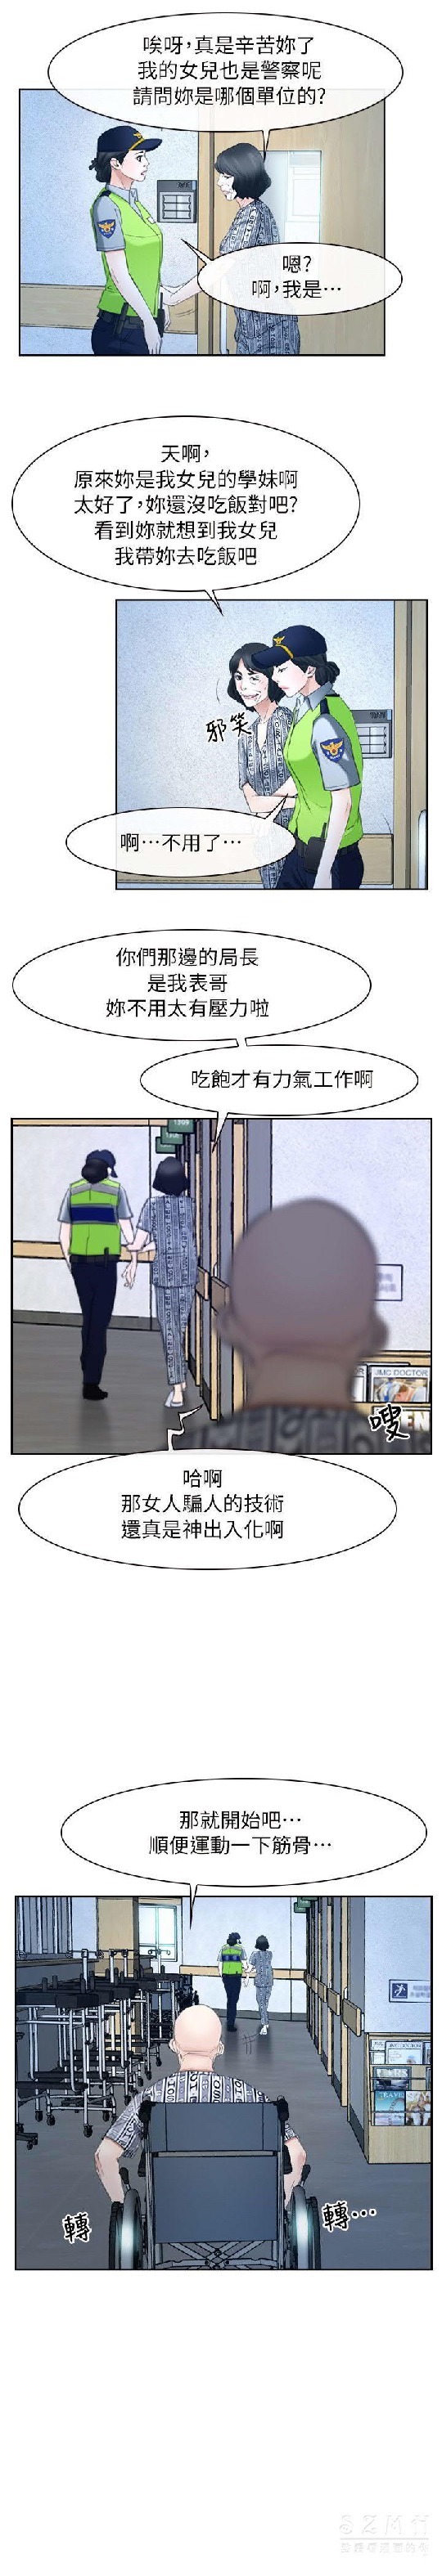 唉呀，真是辛苦妳了
我的女兒也是警察呢
請問妳是哪個單位的?
嗯?
啊，我是⋯
天啊，
原來妳是我女兒的學妹啊
太好了，妳還沒吃飯對吧?
看到妳就想到我女兒
我帶妳去吃飯吧
邪笑
啊⋯不用了⋯
你們那邊的局長
是我表哥
妳不用太有壓力啦
吃飽才有力氣工作啊
1309
1308
JMC DOCTOR
嗖
哈啊
那女人騙人的技術
還真是神出入化啊
那就開始吧⋯
順便運動一下筋骨⋯
TRAVEL
轉
轉⋯